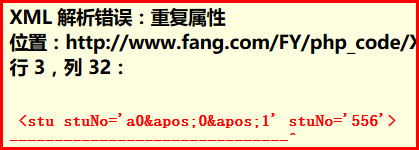 XML 解析错误：重复属性
位置：http://www.fang.com/FY/php_code/X
行 3，列 32：
<stu stuNo='a0&apos;0&apos;1' stuNo='556'>
-------------------------------^